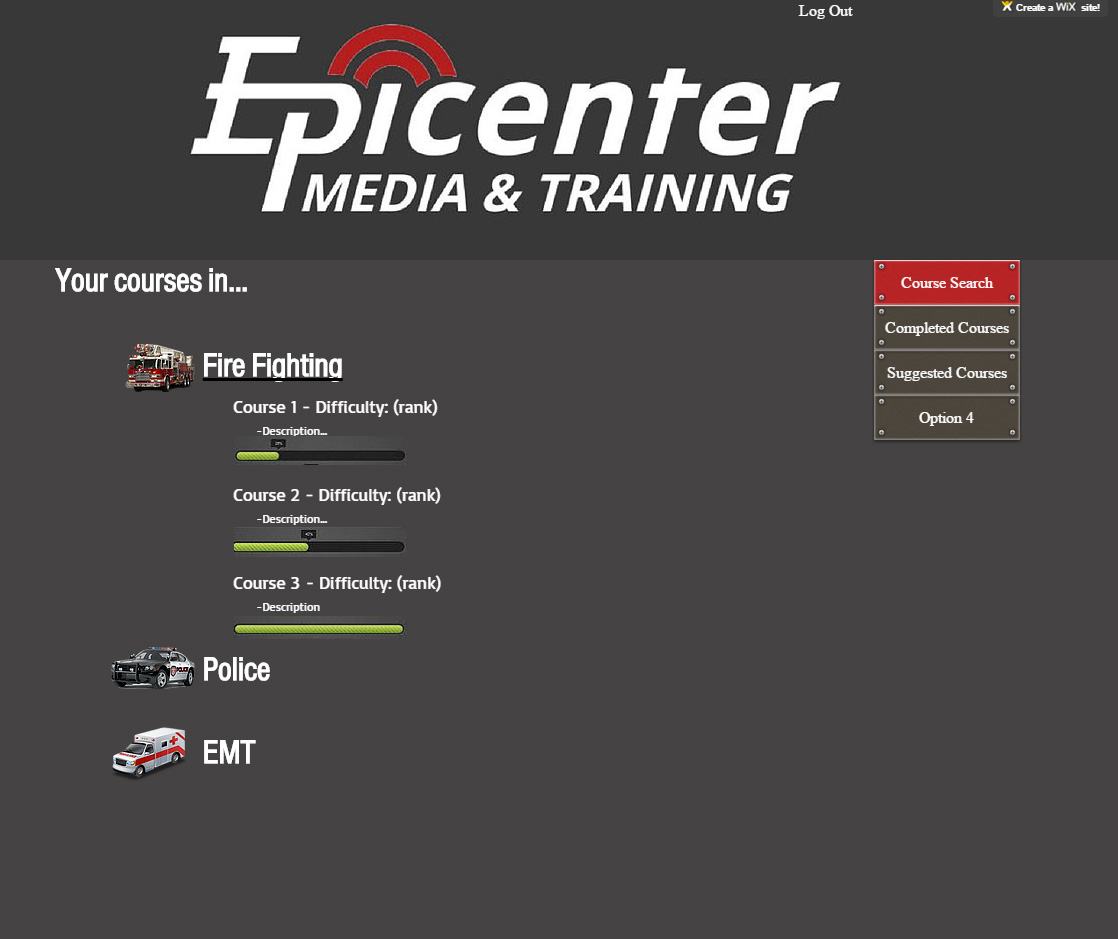 Log Out
Create a WiX site!
Epicenter
MEDIA & TRAINING
Your courses in...
Course Search
Completed Courses
Suggested Courses
Option 4
Fire Fighting
Course 1 - Difficulty: (rank)
-Description...
Course 2 - Difficulty: (rank)
-Description...
Course 3 - Difficulty: (rank)
-Description
Police
EMT